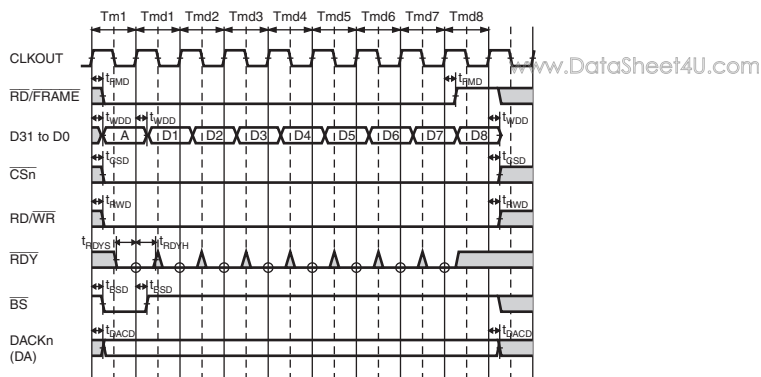 Tm1 Tmd1 Tmd2 Tmd3 Tmd4 Tmd5 Tmd6 Tmd7 Tmd8
CLKOUT
www.DataSheet4U.com
tFMD tFMD
RD/FRAME
tWDD tWDD tWDD
D31 to D0 A D1 D2 D3 D4 D5 D6 D7 D8
tCSD tCSD
CSn
tRWD tRWD
RD/WR
tRDYS tRDYH
RDY
tBSD tBSD
BS
tDACD tDACD
DACKn
(DA)